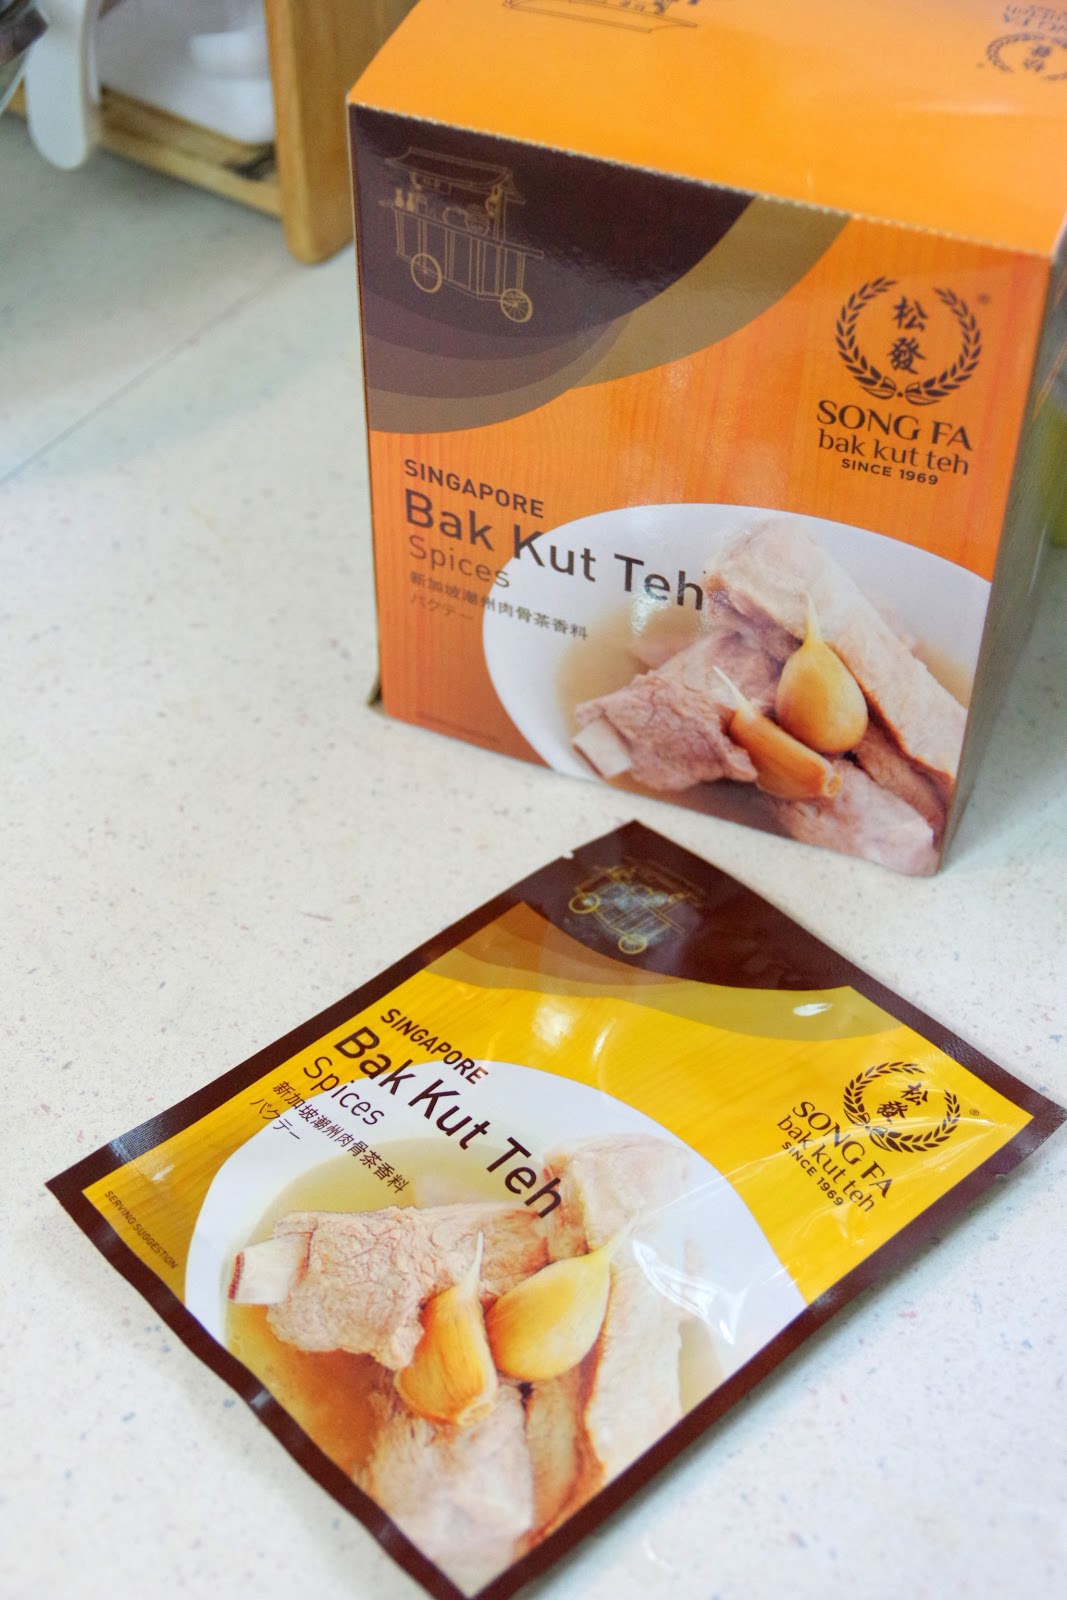 松
發
®
SONG FA
bak kut teh
SINCE 1969
SINGAPORE
Bak Kut Teh
Spices
新加坡潮州肉骨茶香料
バクテー
松
發
®
SONG FA
bak kut teh
SINCE 1969
SINGAPORE
Bak Kut Teh
Spices
新加坡潮州肉骨茶香料
バクテー
SERVING SUGGESTION